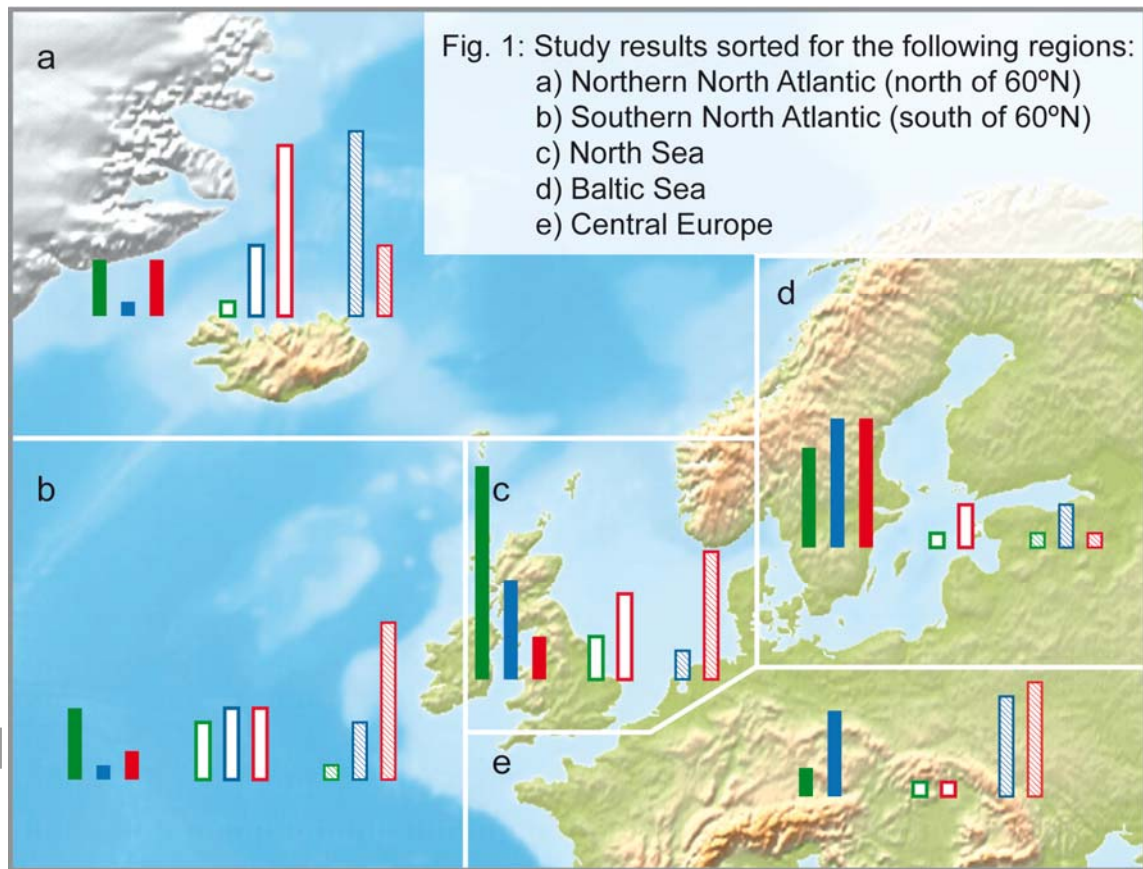 a
Fig. 1: Study results sorted for the following regions:
a) Northern North Atlantic (north of 60ºN)
b) Southern North Atlantic (south of 60ºN)
c) North Sea
d) Baltic Sea
e) Central Europe
d
b
c
e